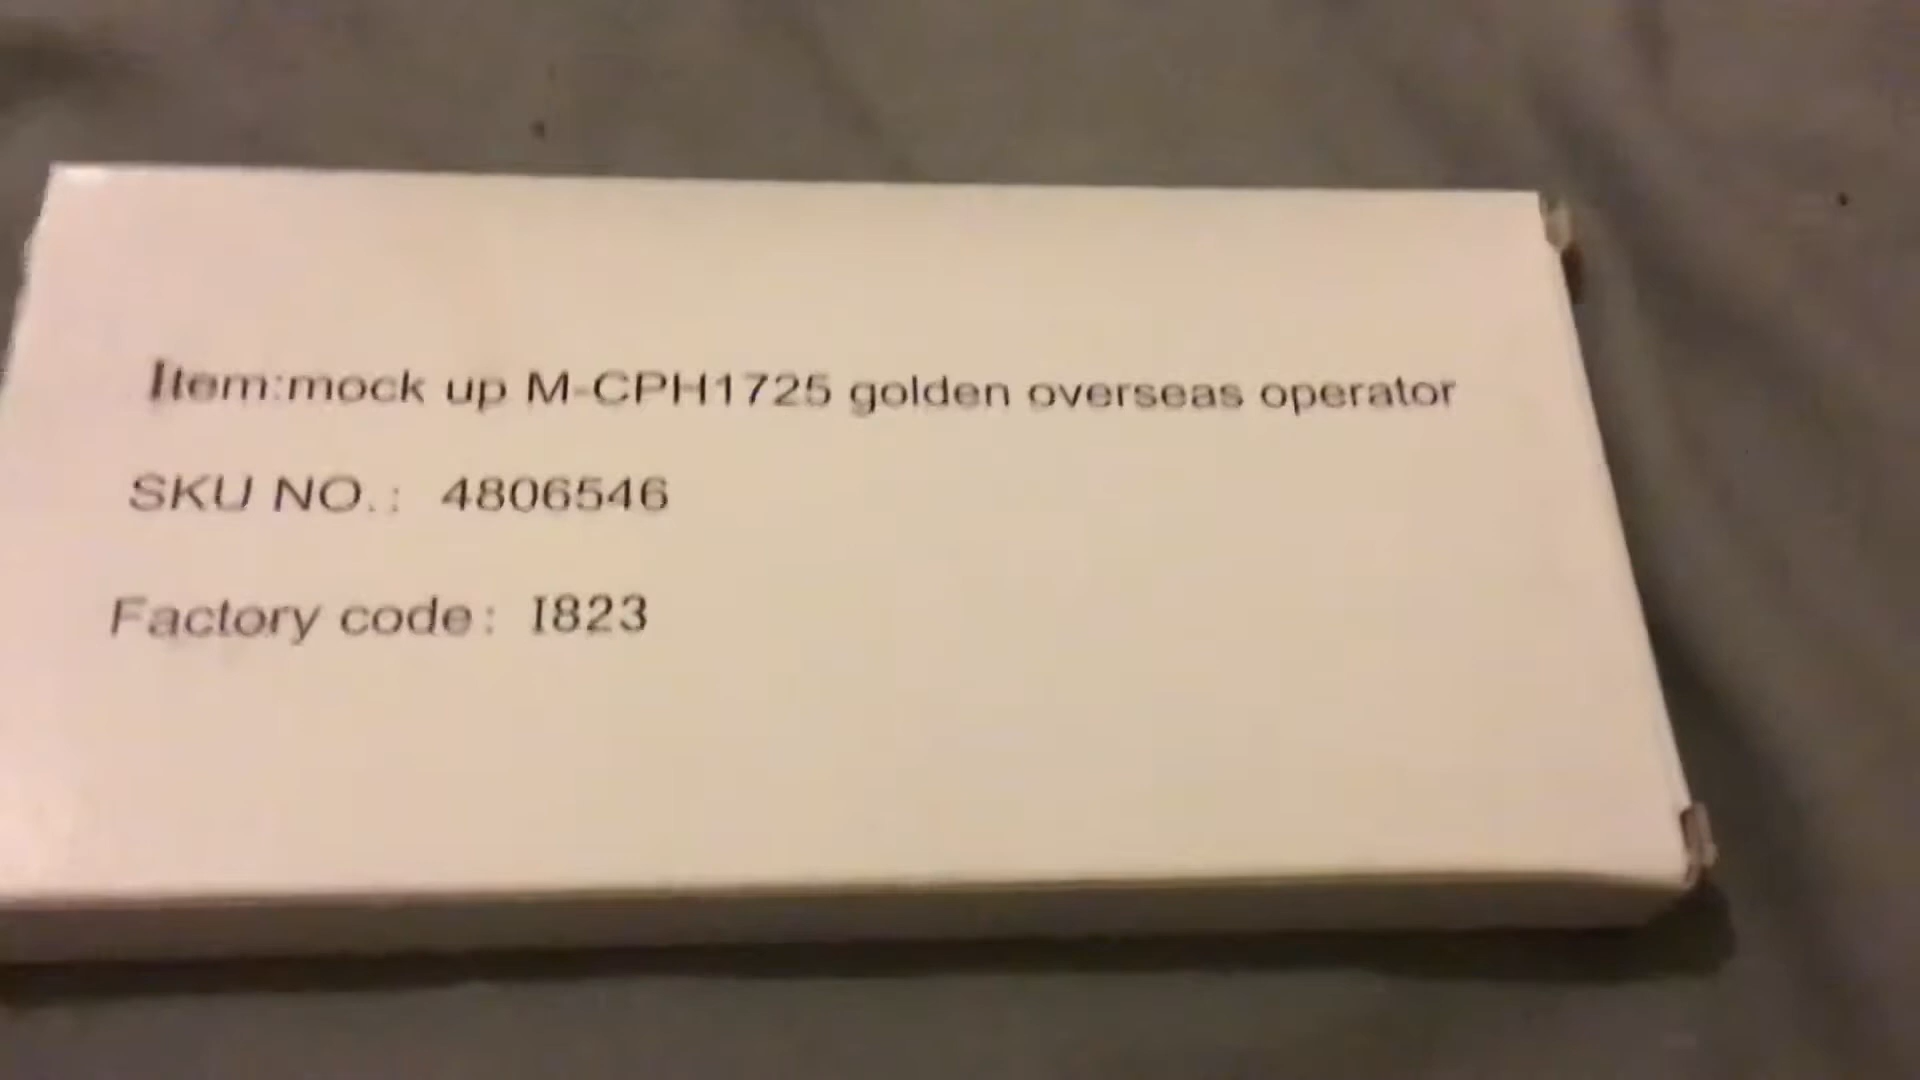 Item:mock up M-CPH1725 golden overseas operator
SKU NO.: 4806546
Factory code: I823